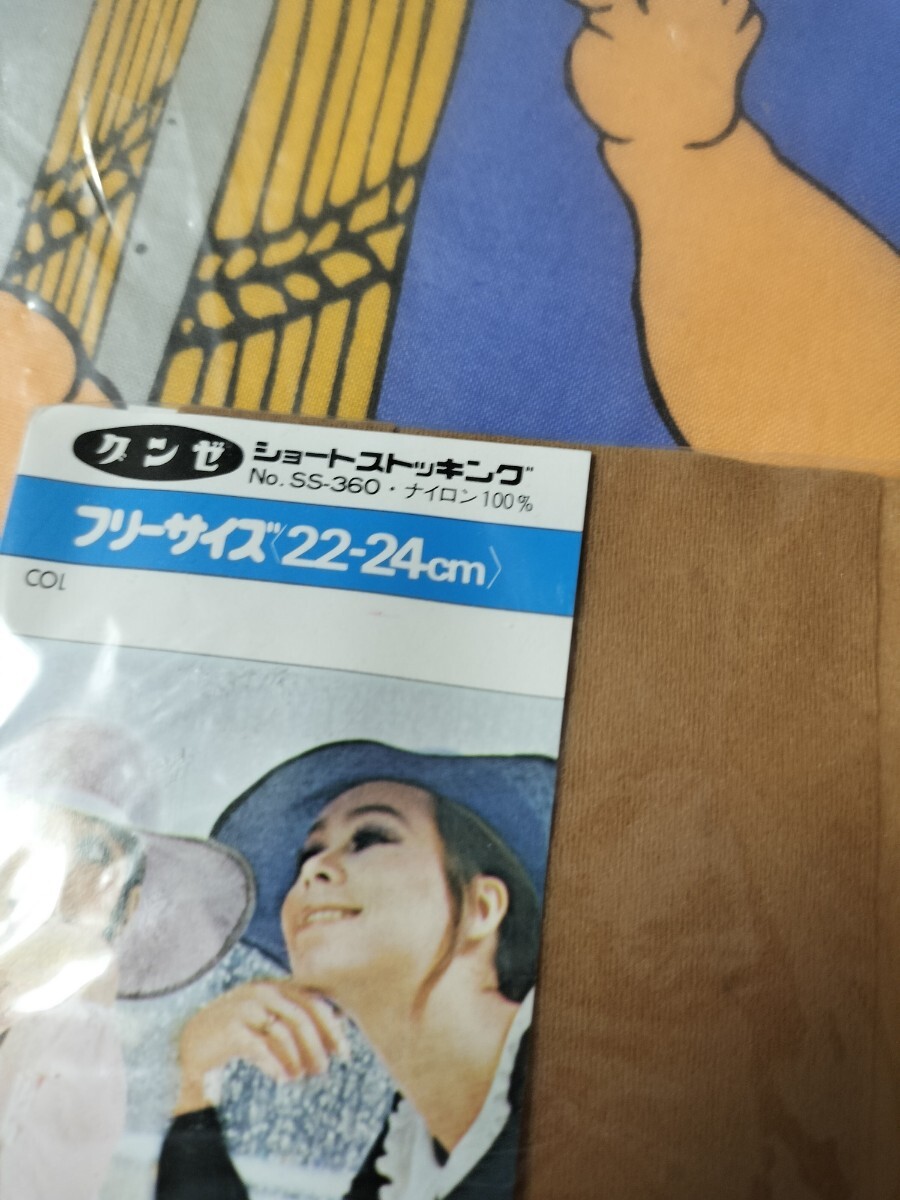 グンゼ ショートストッキング
No. SS-360・ナイロン100%
フリーサイズ〈22-24cm〉
COL